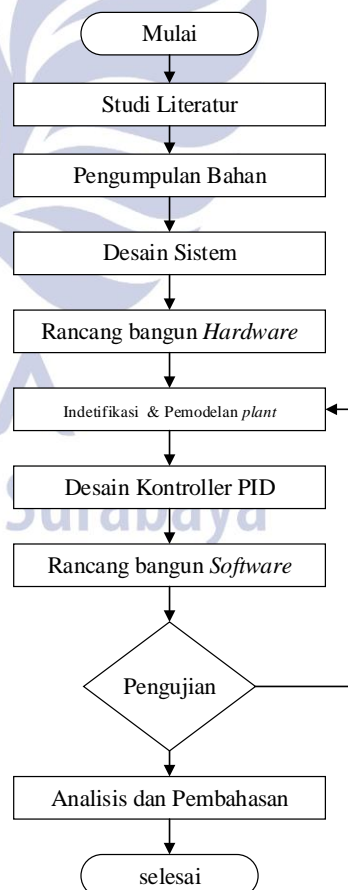 Mulai
Studi Literatur
Pengumpulan Bahan
Desain Sistem
Rancang bangun Hardware
A
Indetifikasi & Pemodelan plant
Desain Kontroller PID
Surabaya
Rancang bangun Software
Pengujian
Analisis dan Pembahasan
selesai